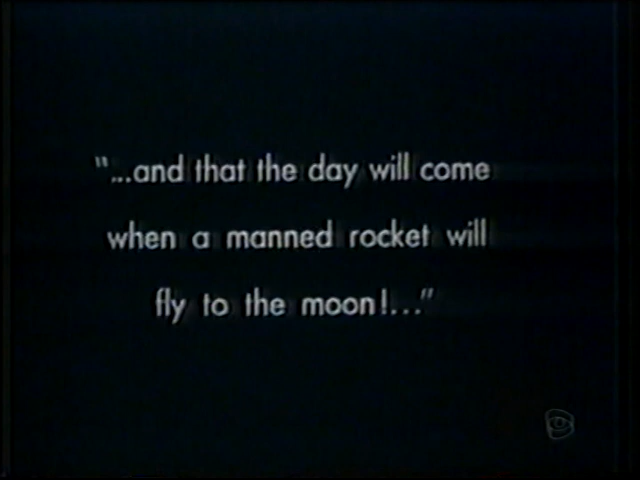 "...and that the day will come
when a manned rocket will
fly to the moon!..."